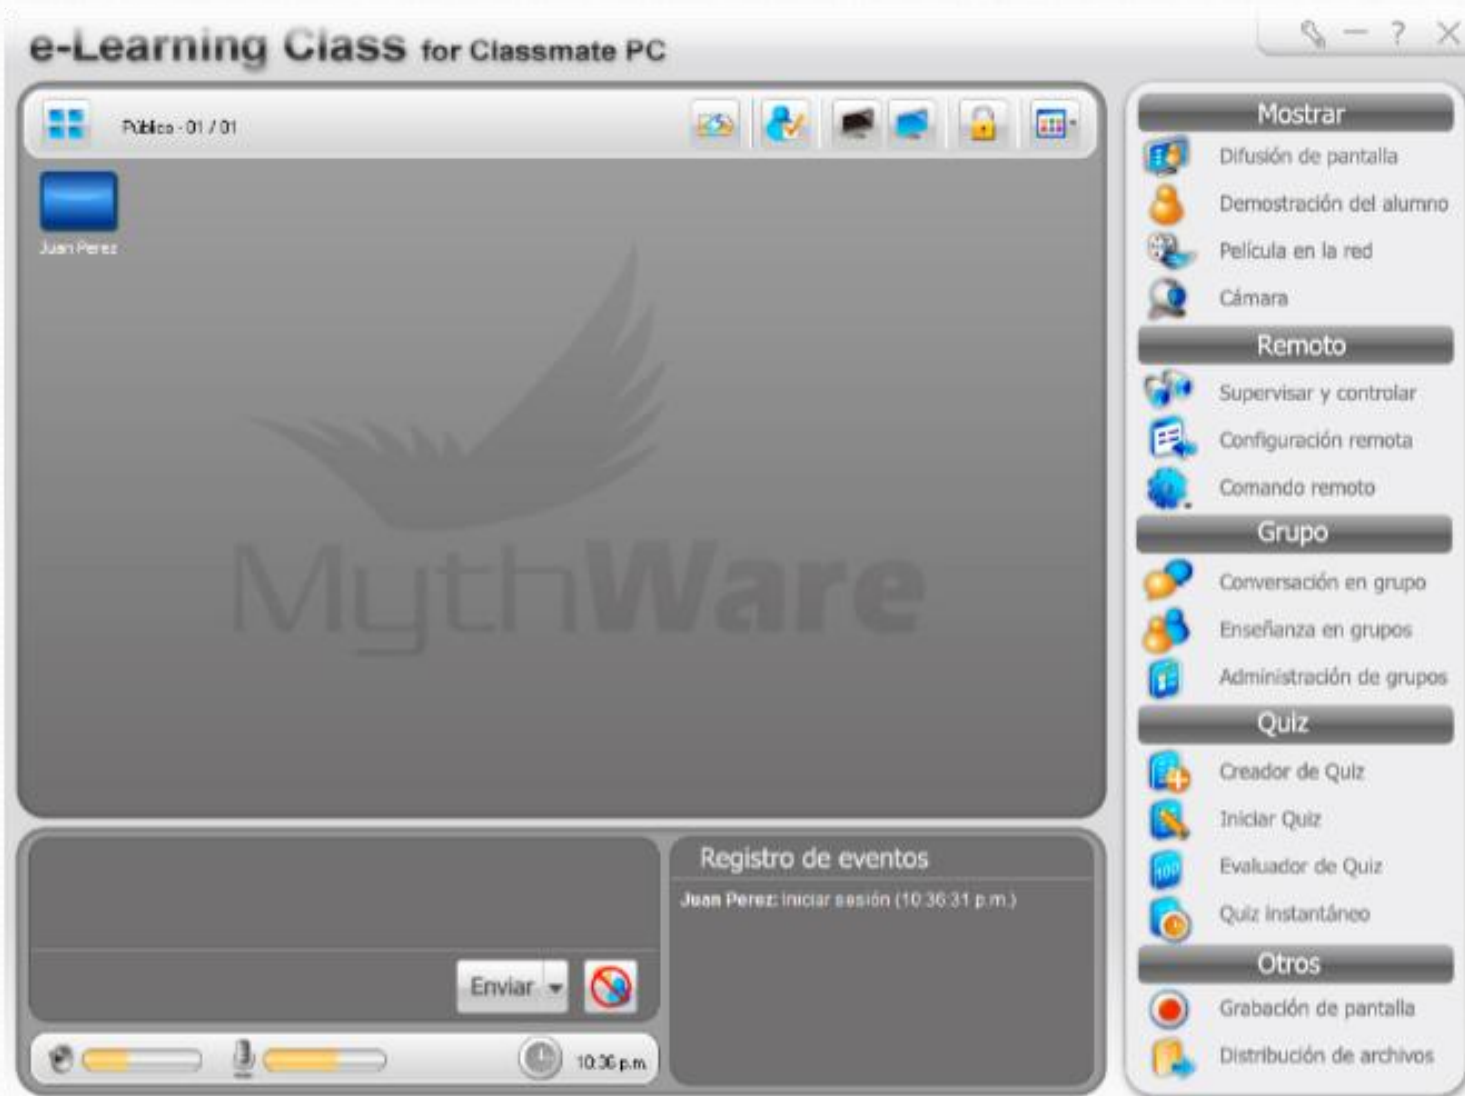 e-Learning Class for Classmate PC
Público - 01 / 01
Juan Perez
MythWare
Enviar
10:36 p.m.
Registro de eventos
Juan Perez: Iniciar sesión (10:36:31 p.m.)
Mostrar
Difusión de pantalla
Demostración del alumno
Película en la red
Cámara
Remoto
Supervisar y controlar
Configuración remota
Comando remoto
Grupo
Conversación en grupo
Enseñanza en grupos
Administración de grupos
Quiz
Creador de Quiz
Iniciar Quiz
100
Evaluador de Quiz
Quiz instantáneo
Otros
Grabación de pantalla
Distribución de archivos